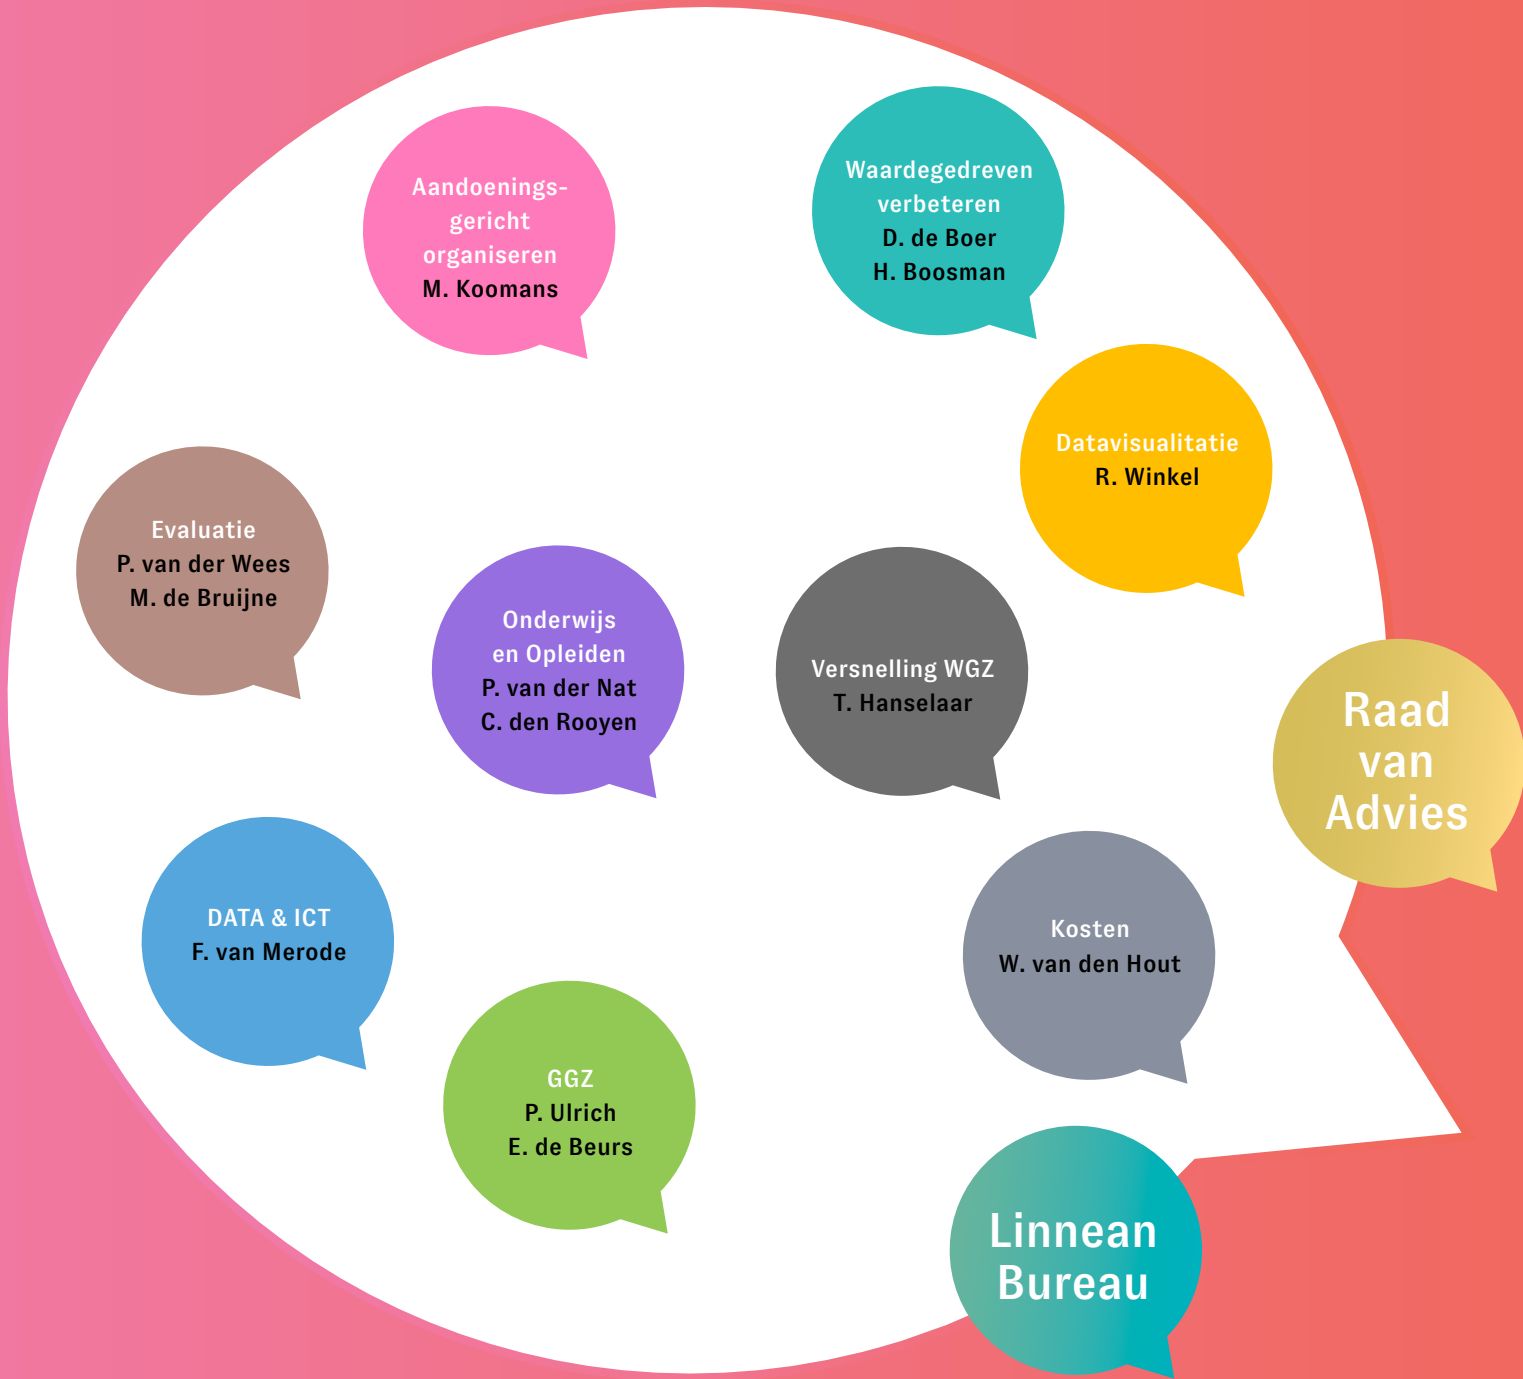 Aandoenings-
gericht
organiseren
M. Koomans
Waardegedreven
verbeteren
D. de Boer
H. Boosman
Datavisualitatie
R. Winkel
Evaluatie
P. van der Wees
M. de Bruijne
Onderwijs
en Opleiden
P. van der Nat
C. den Rooyen
Versnelling WGZ
T. Hanselaar
Raad
van
Advies
DATA & ICT
F. van Merode
Kosten
W. van den Hout
GGZ
P. Ulrich
E. de Beurs
Linnean
Bureau